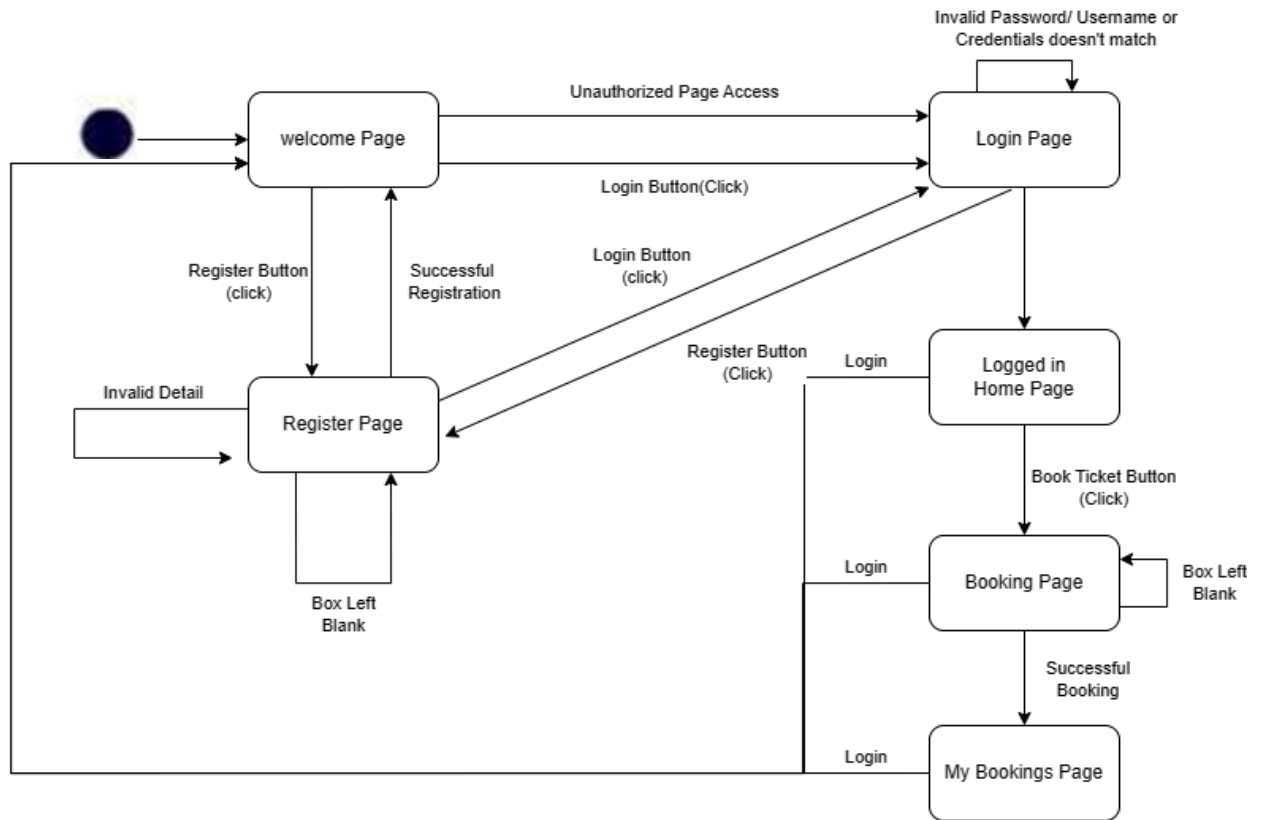 Invalid Password/ Username or
Credentials doesn't match
Unauthorized Page Access
welcome Page
Login Page
Login Button(Click)
Login Button
(click)
Register Button
(click)
Successful
Registration
Register Button
(Click)
Login
Logged in
Home Page
Invalid Detail
Register Page
Book Ticket Button
(Click)
Login
Booking Page
Box Left
Blank
Box Left
Blank
Successful
Booking
Login
My Bookings Page